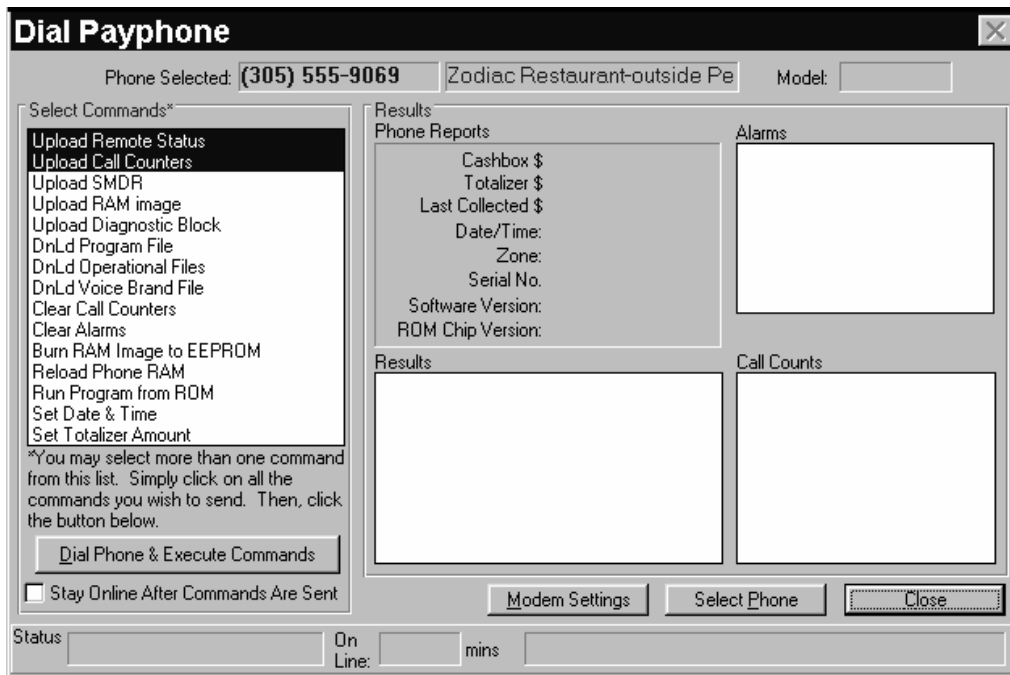 Dial Payphone
Phone Selected: (305) 555-9069 Zodiac Restaurant-outside Pe Model:
Select Commands*
Upload Remote Status
Upload Call Counters
Upload SMDR
Upload RAM image
Upload Diagnostic Block
DnLd Program File
DnLd Operational Files
DnLd Voice Brand File
Clear Call Counters
Clear Alarms
Burn RAM Image to EEPROM
Reload Phone RAM
Run Program from ROM
Set Date & Time
Set Totalizer Amount
*You may select more than one command
from this list. Simply click on all the
commands you wish to send. Then, click
the button below.
Dial Phone & Execute Commands
Stay Online After Commands Are Sent
Results
Phone Reports
Cashbox $
Totalizer $
Last Collected $
Date/Time:
Zone:
Serial No.
Software Version:
ROM Chip Version:
Alarms
Results
Call Counts
Modem Settings
Select Phone
Close
Status
On
Line:
mins